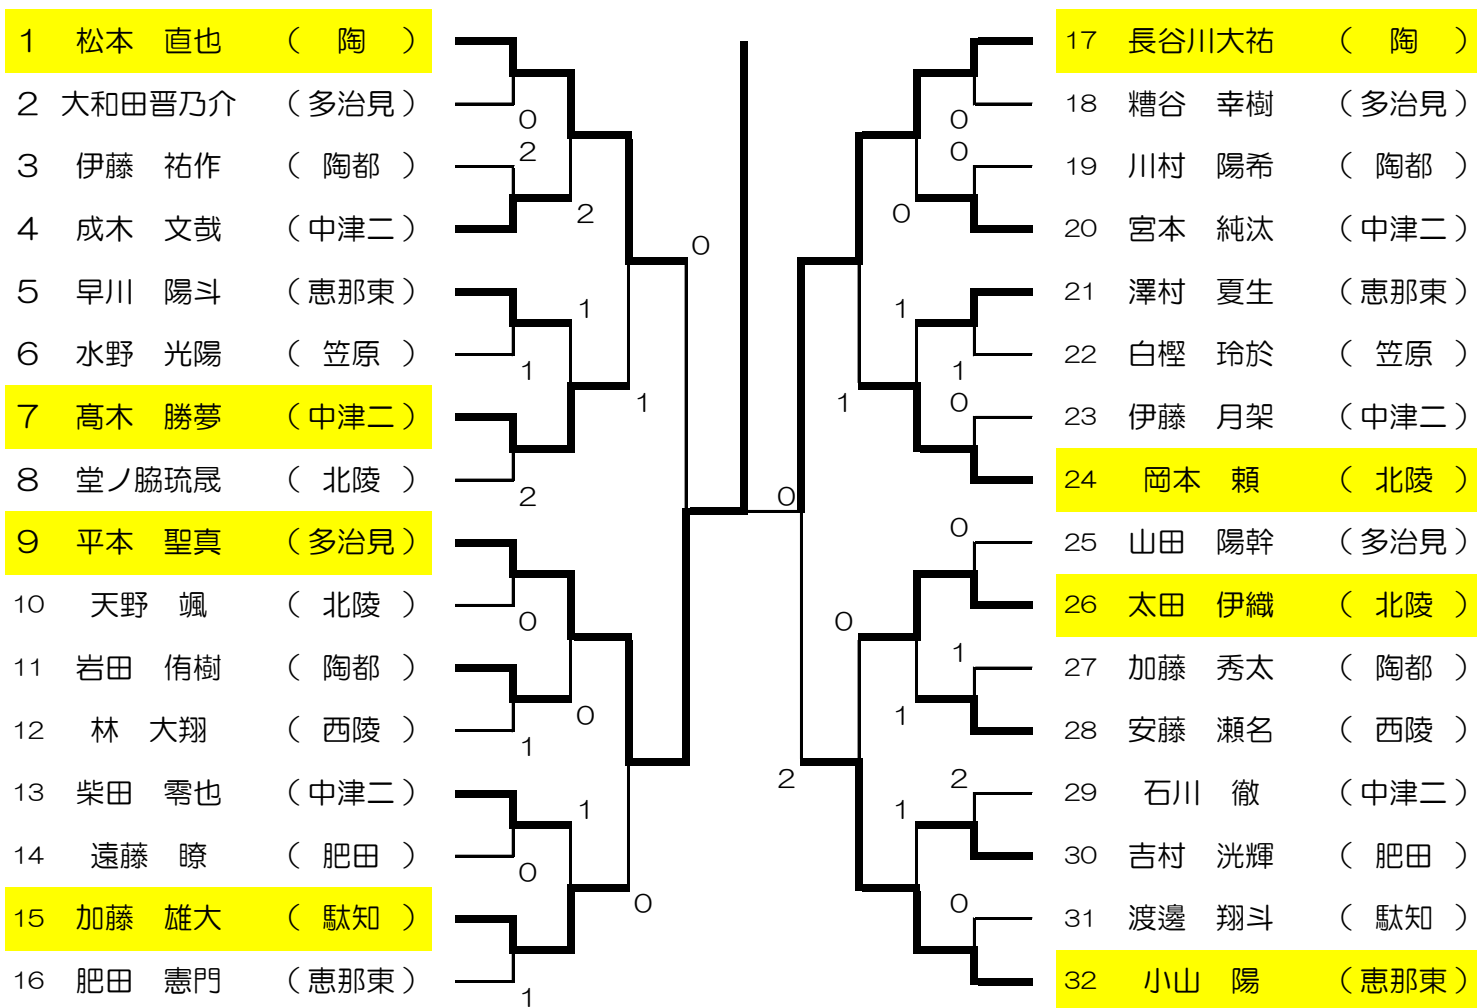 1 松本 直也 ( 陶 )
2 大和田晋乃介 (多治見)
3 伊藤 祐作 ( 陶都 )
4 成木 文哉 (中津二)
5 早川 陽斗 (恵那東)
6 水野 光陽 ( 笠原 )
7 髙木 勝夢 (中津二)
8 堂ノ脇琉晟 ( 北陵 )
9 平本 聖真 (多治見)
10 天野 颯 ( 北陵 )
11 岩田 侑樹 ( 陶都 )
12 林 大翔 ( 西陵 )
13 柴田 零也 (中津二)
14 遠藤 瞭 ( 肥田 )
15 加藤 雄大 ( 駄知 )
16 肥田 憲門 (恵那東)
0
2
2
1
1
2
0
1
0
0
1
1
0
0
1
0
2
0
0
0
0
1
1
1
0
0
0
1
1
2
1
0
17 長谷川大祐 ( 陶 )
18 糟谷 幸樹 (多治見)
19 川村 陽希 ( 陶都 )
20 宮本 純汰 (中津二)
21 澤村 夏生 (恵那東)
22 白樫 玲於 ( 笠原 )
23 伊藤 月架 (中津二)
24 岡本 頼 ( 北陵 )
25 山田 陽幹 (多治見)
26 太田 伊織 ( 北陵 )
27 加藤 秀太 ( 陶都 )
28 安藤 瀬名 ( 西陵 )
29 石川 徹 (中津二)
30 吉村 洸輝 ( 肥田 )
31 渡邊 翔斗 ( 駄知 )
32 小山 陽 (恵那東)